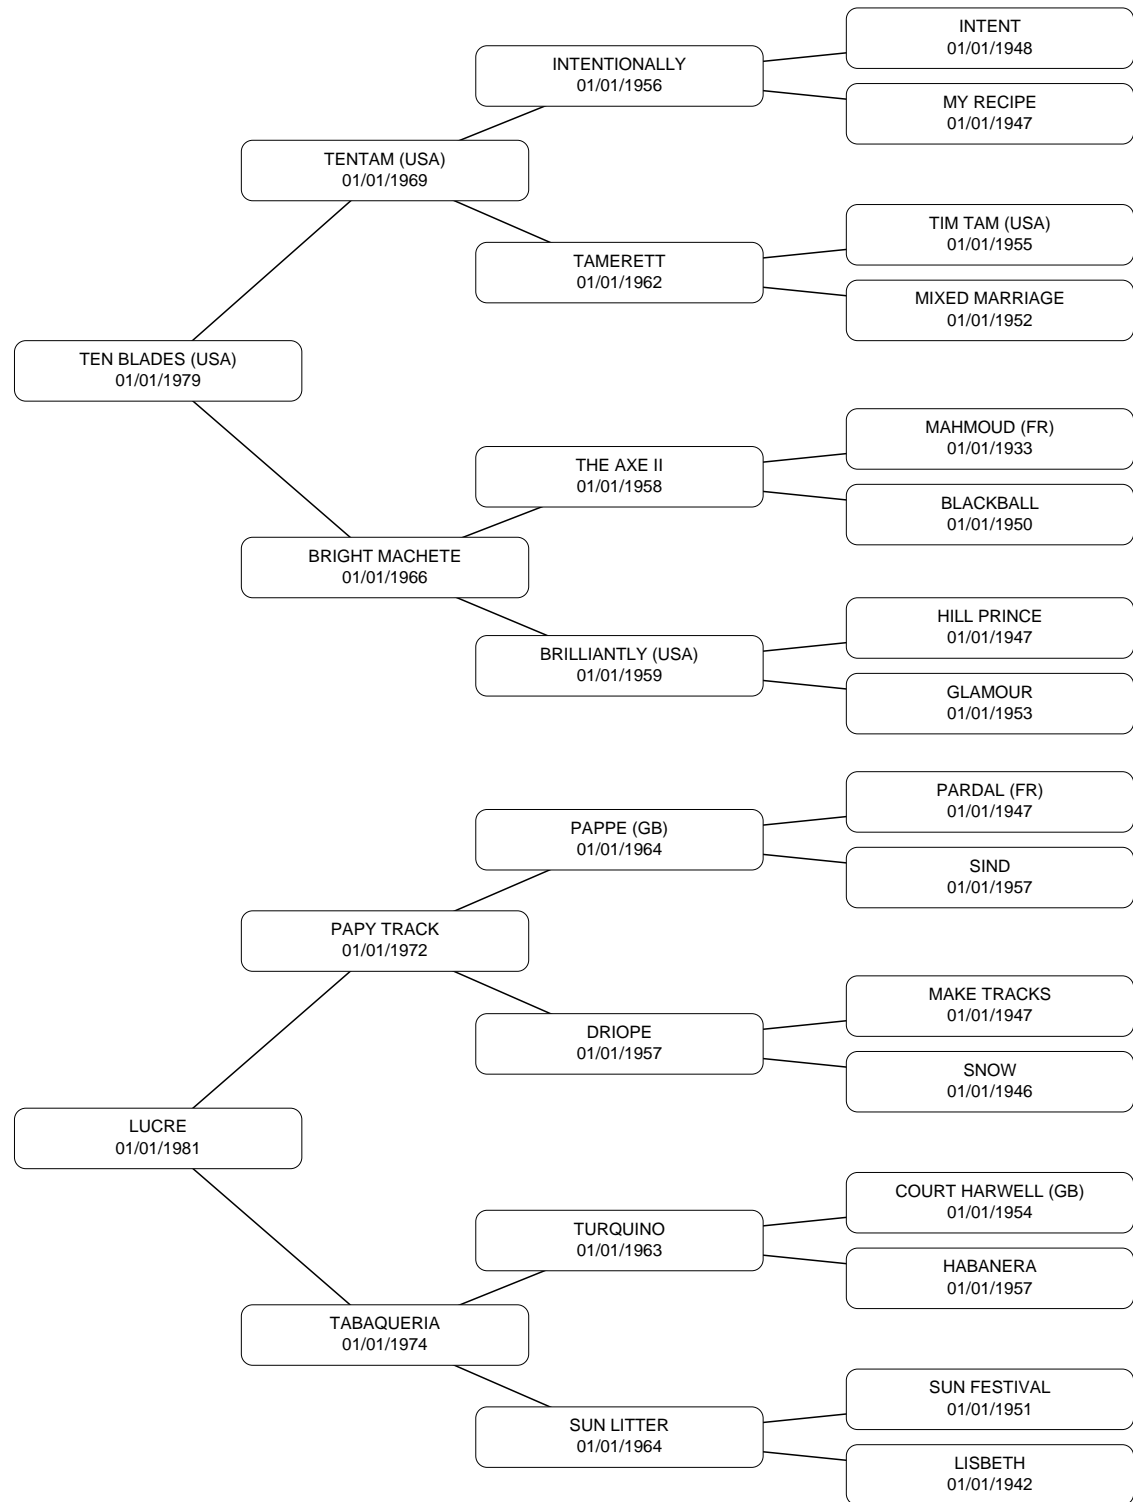 INTENT
01/01/1948
INTENTIONALLY
01/01/1956
MY RECIPE
01/01/1947
TENTAM (USA)
01/01/1969
TIM TAM (USA)
01/01/1955
TAMERETT
01/01/1962
MIXED MARRIAGE
01/01/1952
TEN BLADES (USA)
01/01/1979
MAHMOUD (FR)
01/01/1933
THE AXE II
01/01/1958
BLACKBALL
01/01/1950
BRIGHT MACHETE
01/01/1966
HILL PRINCE
01/01/1947
BRILLIANTLY (USA)
01/01/1959
GLAMOUR
01/01/1953
PARDAL (FR)
01/01/1947
PAPPE (GB)
01/01/1964
SIND
01/01/1957
PAPY TRACK
01/01/1972
MAKE TRACKS
01/01/1947
DRIOPE
01/01/1957
SNOW
01/01/1946
LUCRE
01/01/1981
COURT HARWELL (GB)
01/01/1954
TURQUINO
01/01/1963
HABANERA
01/01/1957
TABAQUERIA
01/01/1974
SUN FESTIVAL
01/01/1951
SUN LITTER
01/01/1964
LISBETH
01/01/1942